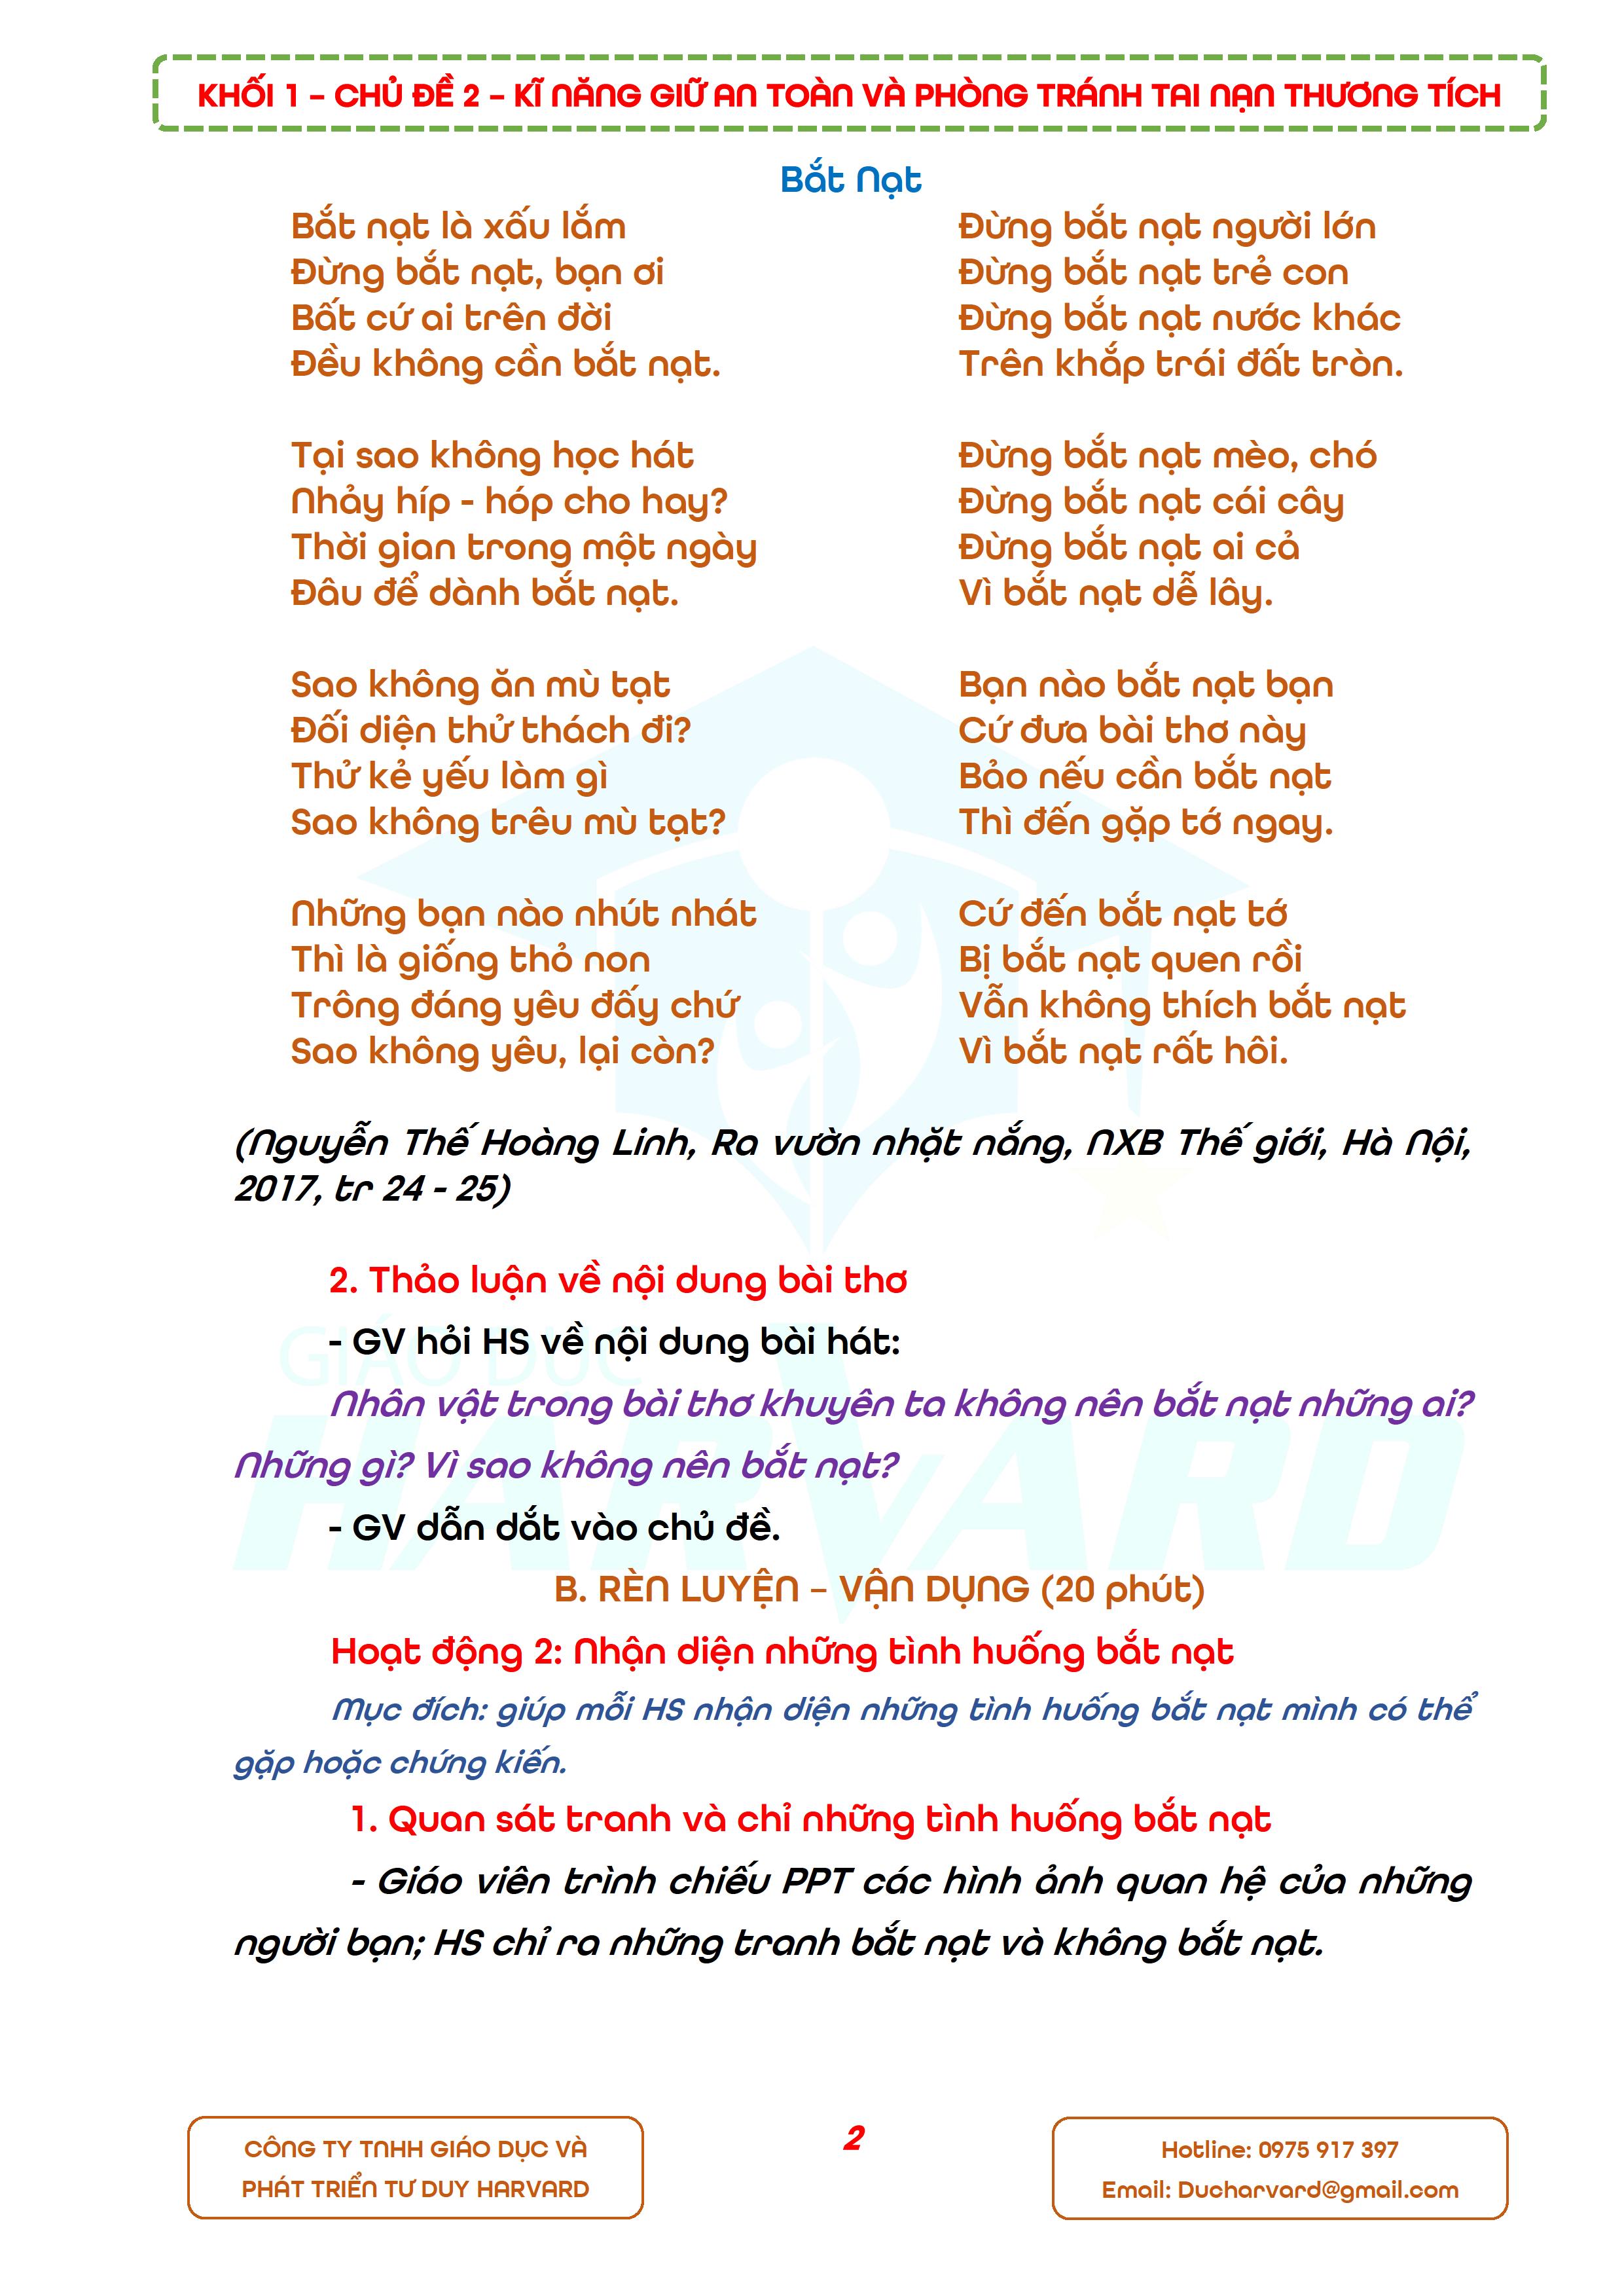 KHỐI 1 – CHỦ ĐỀ 2 – KĨ NĂNG GIỮ AN TOÀN VÀ PHÒNG TRÁNH TAI NẠN THƯƠNG TÍCH
Bắt Nạt
Bắt nạt là xấu lắm
Đừng bắt nạt, bạn ơi
Bất cứ ai trên đời
Đều không cần bắt nạt.
Tại sao không học hát
Nhảy híp - hóp cho hay?
Thời gian trong một ngày
Đâu để dành bắt nạt.
Sao không ăn mù tạt
Đối diện thử thách đi?
Thử kẻ yếu làm gì
Sao không trêu mù tạt?
Những bạn nào nhút nhát
Thì là giống thỏ non
Trông đáng yêu đấy chứ
Sao không yêu, lại còn?
Đừng bắt nạt người lớn
Đừng bắt nạt trẻ con
Đừng bắt nạt nước khác
Trên khắp trái đất tròn.
Đừng bắt nạt mèo, chó
Đừng bắt nạt cái cây
Đừng bắt nạt ai cả
Vì bắt nạt dễ lây.
Bạn nào bắt nạt bạn
Cứ đưa bài thơ này
Bảo nếu cần bắt nạt
Thì đến gặp tớ ngay.
Cứ đến bắt nạt tớ
Bị bắt nạt quen rồi
Vẫn không thích bắt nạt
Vì bắt nạt rất hôi.
(Nguyễn Thế Hoàng Linh, Ra vườn nhặt nắng, NXB Thế giới, Hà Nội,
2017, tr 24 - 25)
2. Thảo luận về nội dung bài thơ
- GV hỏi HS về nội dung bài hát:
Nhân vật trong bài thơ khuyên ta không nên bắt nạt những ai?
Những gì? Vì sao không nên bắt nạt?
- GV dẫn dắt vào chủ đề.
B. RÈN LUYỆN – VẬN DỤNG (20 phút)
Hoạt động 2: Nhận diện những tình huống bắt nạt
Mục đích: giúp mỗi HS nhận diện những tình huống bắt nạt mình có thể
gặp hoặc chứng kiến.
1. Quan sát tranh và chỉ những tình huống bắt nạt
- Giáo viên trình chiếu PPT các hình ảnh quan hệ của những
người bạn; HS chỉ ra những tranh bắt nạt và không bắt nạt.
GIÁO DỤC
HARVARD
CÔNG TY TNHH GIÁO DỤC VÀ
PHÁT TRIỂN TƯ DUY HARVARD
2
Hotline: 0975 917 397
Email: Ducharvard@gmail.com